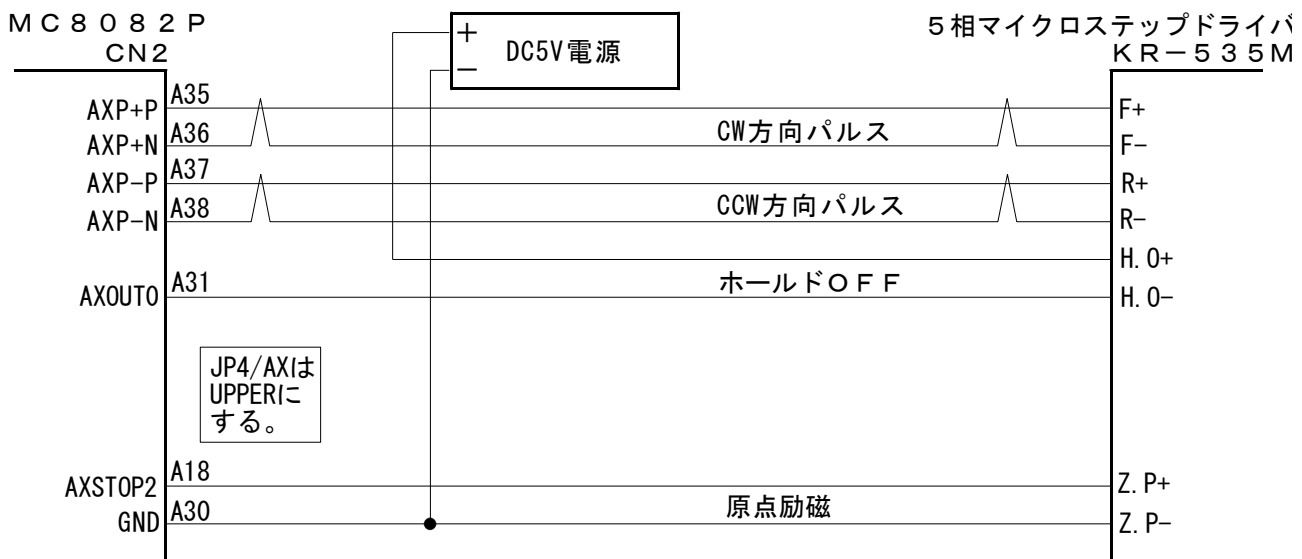 ＭＣ８０８２Ｐ
ＣＮ２
+
−
DC5V電源
５相マイクロステップドライバ
ＫＲ－５３５Ｍ
AXP+P A35 F+
AXP+N A36 CW方向パルス F-
AXP-P A37 R+
AXP-N A38 CCW方向パルス R-
H.O+
AXOUT0 A31 ホールドＯＦＦ H.O-
JP4/AXは
UPPERに
する。
AXSTOP2 A18 Z.P+
GND A30 原点励磁 Z.P-